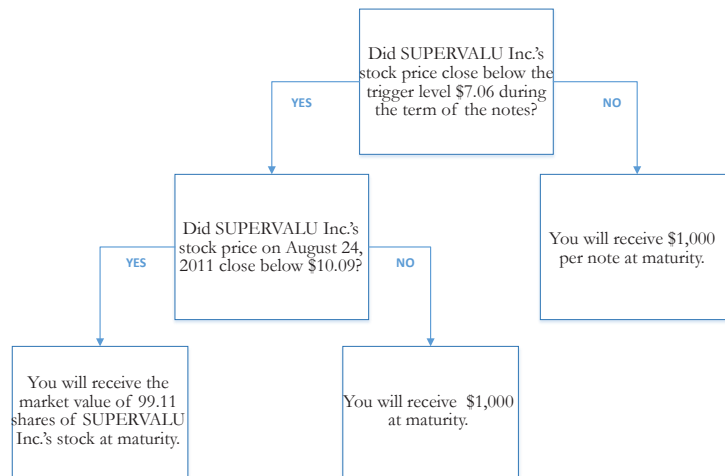 Did SUPERVALU Inc.'s
stock price close below the
trigger level $7.06 during
the term of the notes?
YES
NO
Did SUPERVALU Inc.'s
stock price on August 24,
2011 close below $10.09?
You will receive $1,000
per note at maturity.
YES
NO
You will receive the
market value of 99.11
shares of SUPERVALU
Inc.'s stock at maturity.
You will receive $1,000
at maturity.